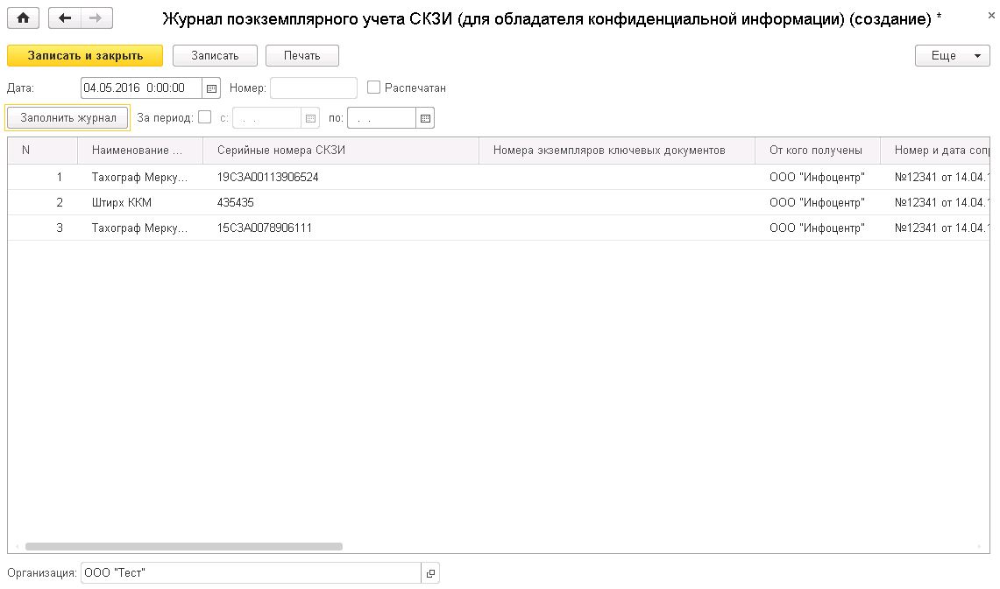 Журнал поэкземплярного учета СКЗИ (для обладателя конфиденциальной информации) (создание) *
Записать и закрыть Записать Печать Еще
Дата: 04.05.2016 0:00:00 Номер: Распечатан
Заполнить журнал За период: с: . . по: . .
N Наименование ... Серийные номера СКЗИ Номера экземпляров ключевых документов От кого получены Номер и дата сопр
1 Тахограф Мерку... 19С3А00113906524 ООО "Инфоцентр" №12341 от 14.04.1
2 Штирх ККМ 435435 ООО "Инфоцентр" №12341 от 14.04.1
3 Тахограф Мерку... 15С3А0078906111 ООО "Инфоцентр" №12341 от 14.04.1
Организация: ООО "Тест"